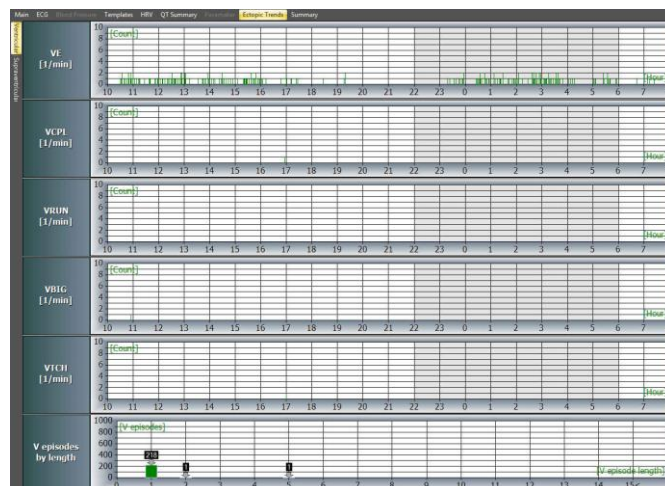 Main ECG Blood Pressure Templates HRV QT Summary Pacemaker Ectopic Trends Summary
Ventricular
Supraventricular
VE
[1/min]
[Count]
10
8
6
4
2
0
[Hour
10 11 12 13 14 15 16 17 18 19 20 21 22 23 0 1 2 3 4 5 6 7
VCPL
[1/min]
[Count]
10
8
6
4
2
0
[Hour
10 11 12 13 14 15 16 17 18 19 20 21 22 23 0 1 2 3 4 5 6 7
VRUN
[1/min]
[Count]
10
8
6
4
2
0
[Hour
10 11 12 13 14 15 16 17 18 19 20 21 22 23 0 1 2 3 4 5 6 7
VBIG
[1/min]
[Count]
10
8
6
4
2
0
[Hour
10 11 12 13 14 15 16 17 18 19 20 21 22 23 0 1 2 3 4 5 6 7
VTCH
[1/min]
[Count]
10
8
6
4
2
0
[Hour
10 11 12 13 14 15 16 17 18 19 20 21 22 23 0 1 2 3 4 5 6 7
V episodes
by length
[V episodes]
1000
800
600
400
200
0
1 1
[V episode length]
0 1 2 3 4 5 6 7 8 9 10 11 12 13 14 15<